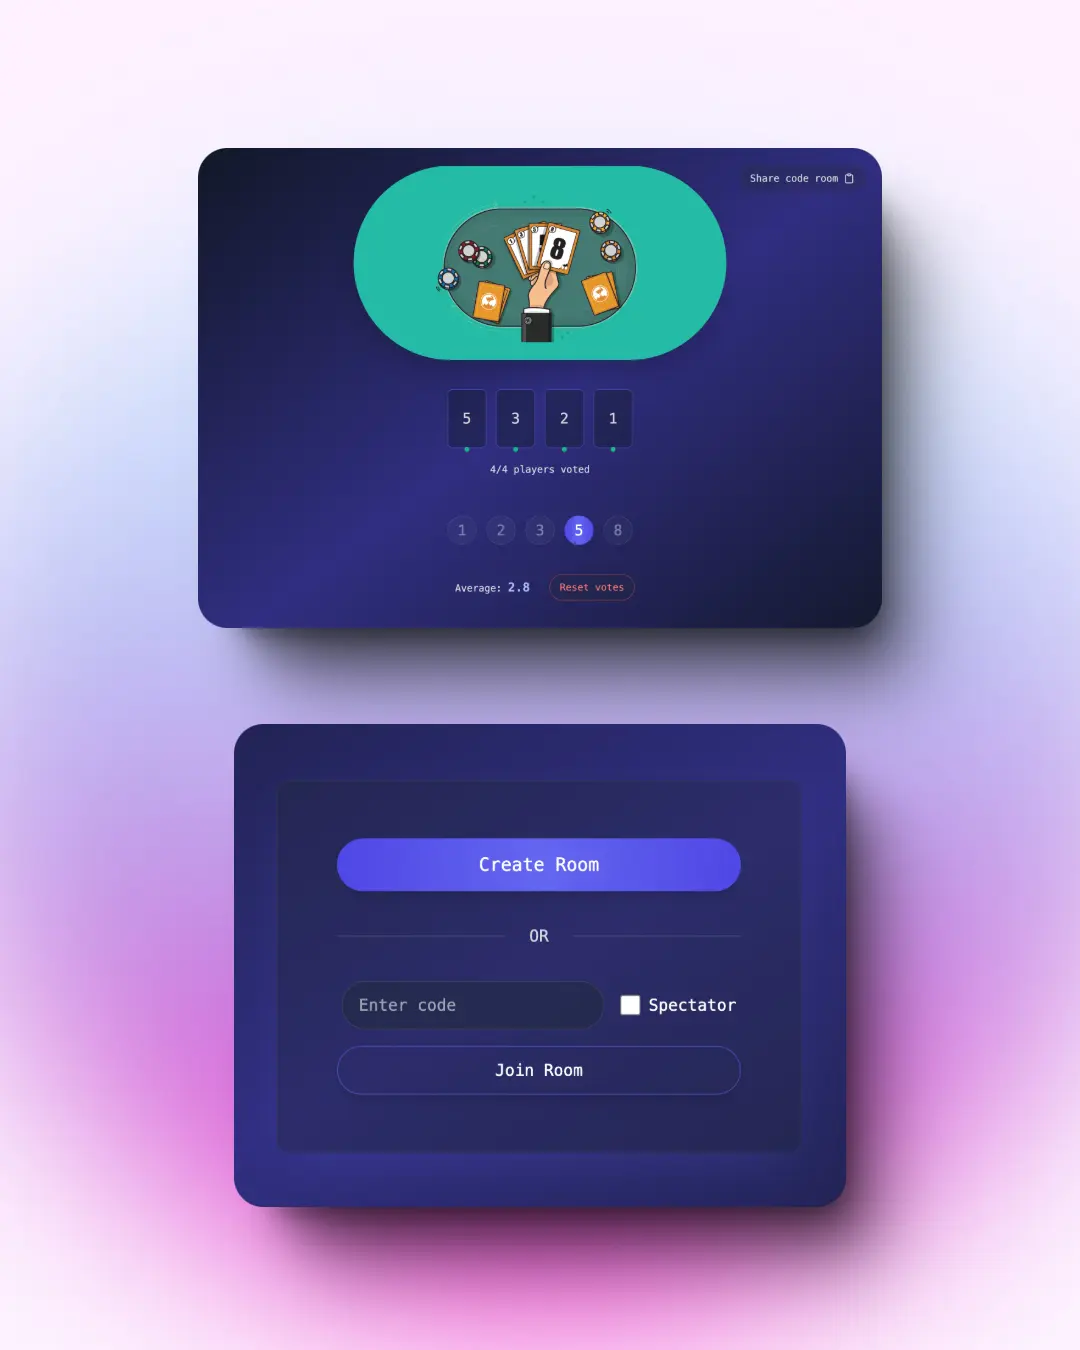 Share code room
8
5 3 2 1
4/4 players voted
1 2 3 5 8
Average: 2.8 Reset votes
Create Room
OR
Enter code Spectator
Join Room